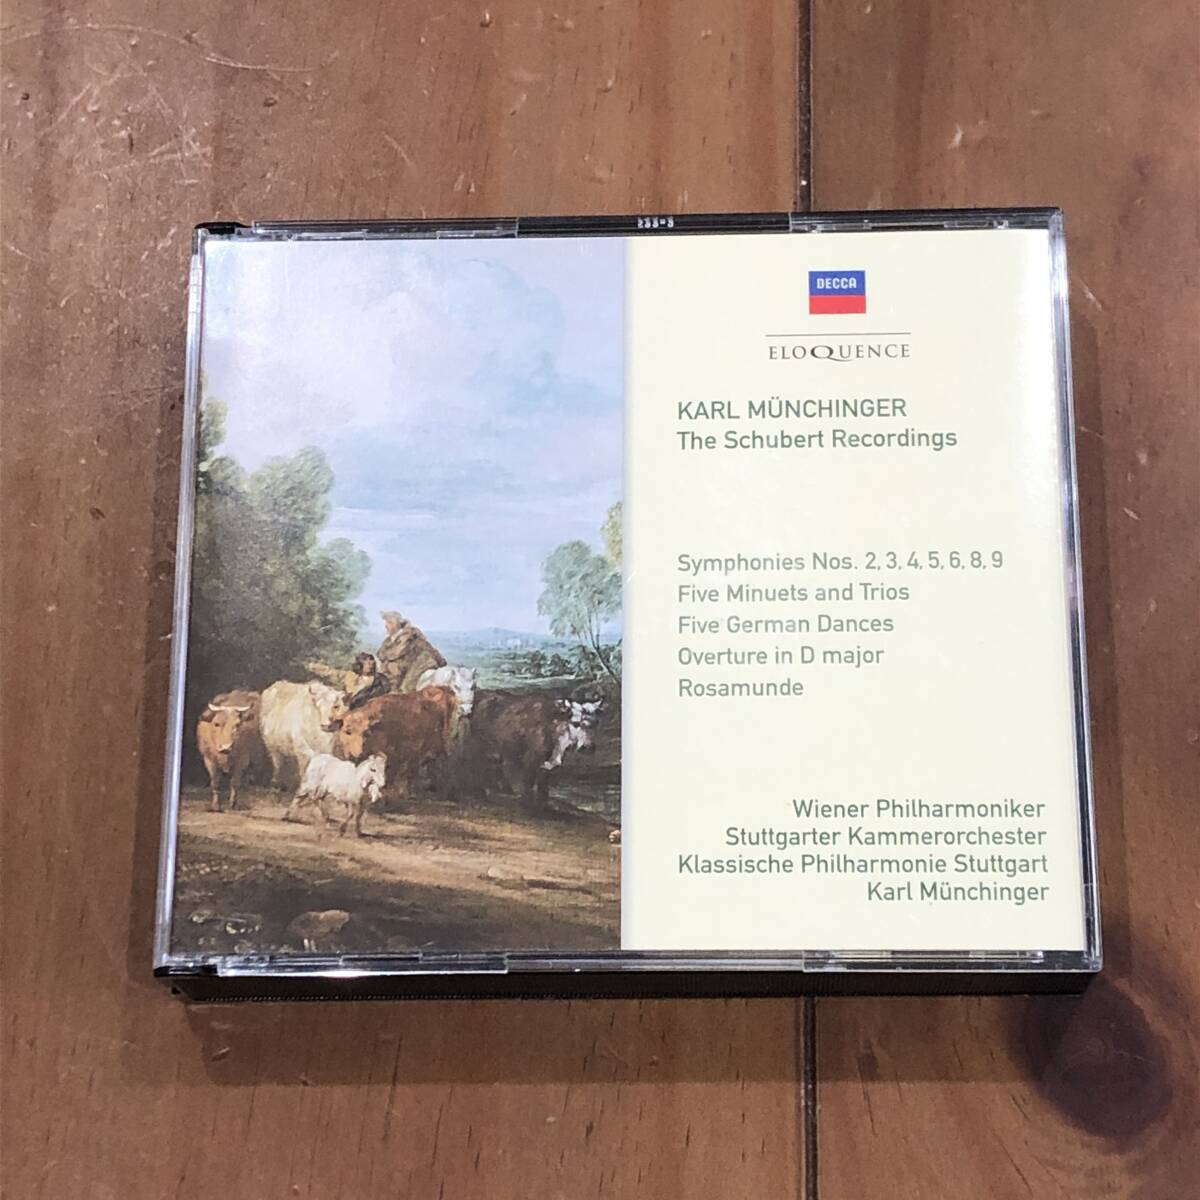 DECCA
ELOQUENCE
KARL MÜNCHINGER
The Schubert Recordings
Symphonies Nos. 2, 3, 4, 5, 6, 8, 9
Five Minuets and Trios
Five German Dances
Overture in D major
Rosamunde
Wiener Philharmoniker
Stuttgarter Kammerorchester
Klassische Philharmonie Stuttgart
Karl Münchinger